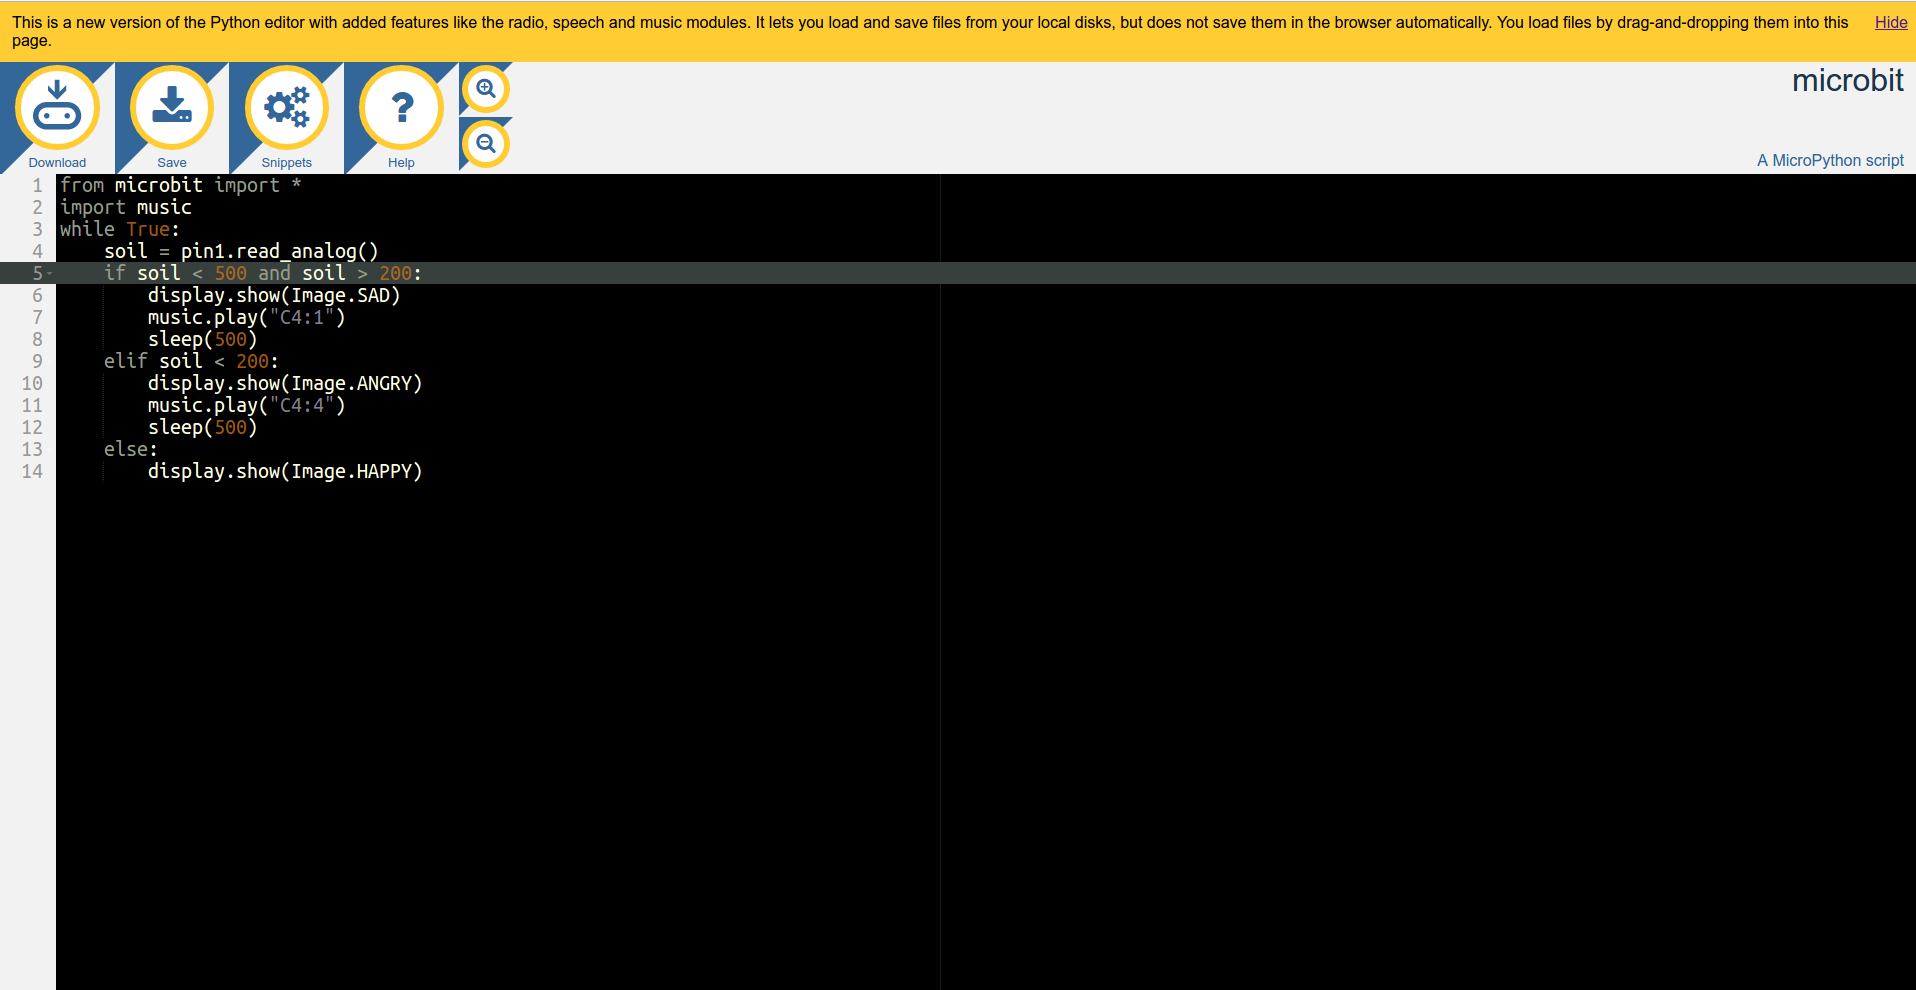 This is a new version of the Python editor with added features like the radio, speech and music modules. It lets you load and save files from your local disks, but does not save them in the browser automatically. You load files by drag-and-dropping them into this
page.
Hide
Download
Save
Snippets
Help
microbit
A MicroPython script
1 from microbit import *
2 import music
3 while True:
4     soil = pin1.read_analog()
5     if soil < 500 and soil > 200:
6         display.show(Image.SAD)
7         music.play("C4:1")
8         sleep(500)
9     elif soil < 200:
10         display.show(Image.ANGRY)
11         music.play("C4:4")
12         sleep(500)
13     else:
14         display.show(Image.HAPPY)